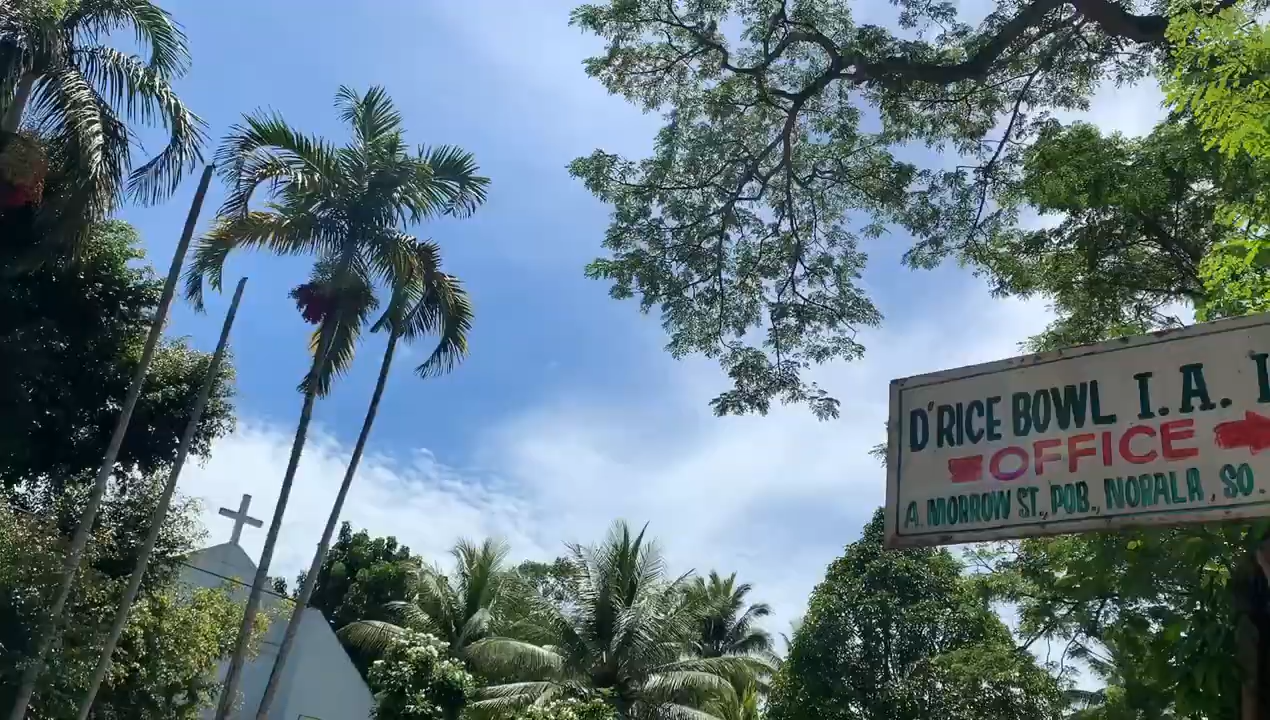 D'RICE BOWL I.A. I
OFFICE
A. MORROW ST., POB., NORALA, SO.